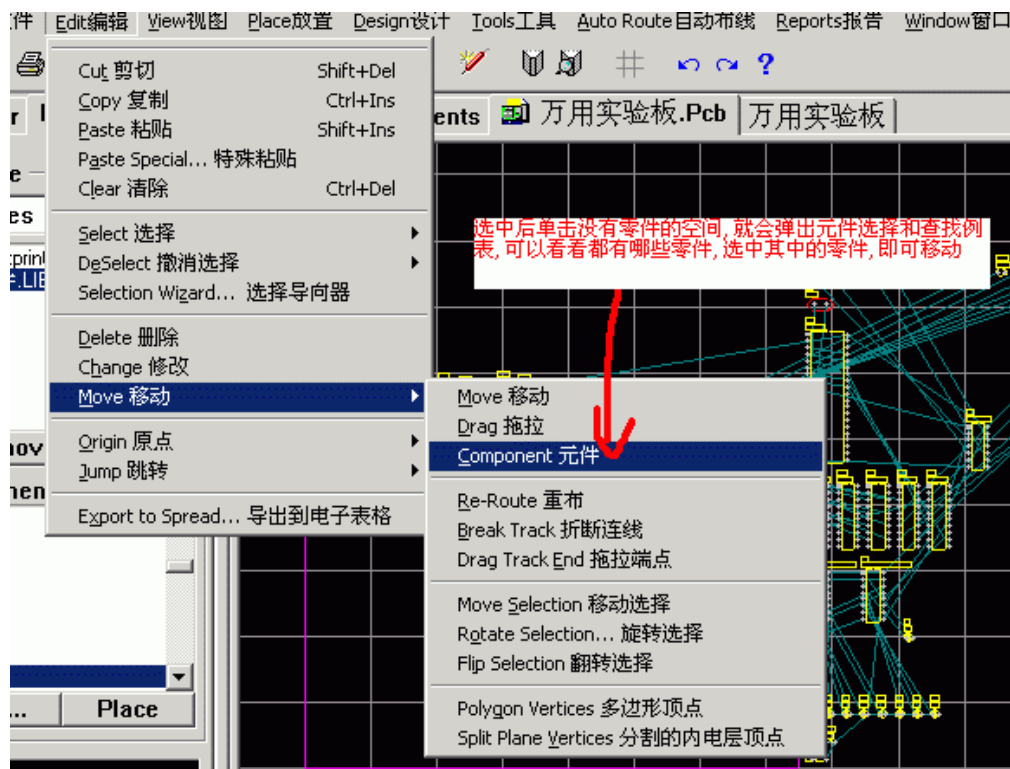 件 Edit编辑 View视图 Place放置 Design设计 Tools工具 Auto Route自动布线 Reports报告 Window窗口
ents 万用实验板.Pcb 万用实验板
Cut 剪切 Shift+Del
Copy 复制 Ctrl+Ins
Paste 粘贴 Shift+Ins
Paste Special... 特殊粘贴
Clear 清除 Ctrl+Del
Select 选择
DeSelect 撤消选择
Selection Wizard... 选择导向器
Delete 删除
Change 修改
Move 移动
Origin 原点
Jump 跳转
Export to Spread... 导出到电子表格
选中后单击没有零件的空间, 就会弹出元件选择和查找例
表, 可以看看都有哪些零件, 选中其中的零件, 即可移动
Move 移动
Drag 拖拉
Component 元件
Re-Route 重布
Break Track 折断连线
Drag Track End 拖拉端点
Move Selection 移动选择
Rotate Selection... 旋转选择
Flip Selection 翻转选择
Polygon Vertices 多边形顶点
Split Plane Vertices 分割的内电层顶点
... Place